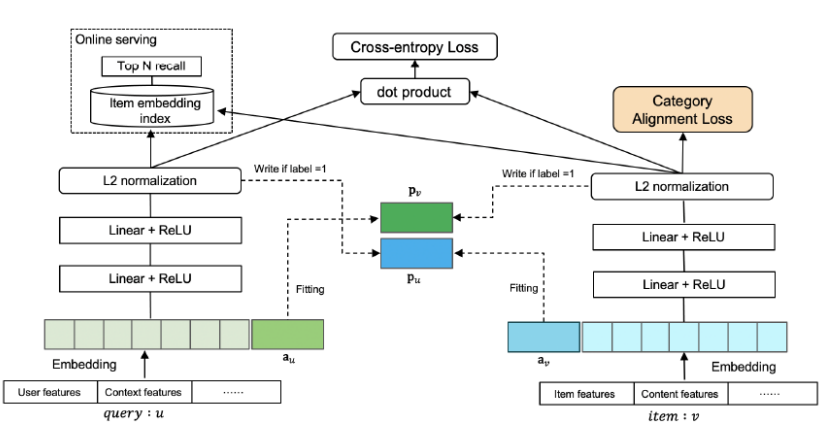 Online serving
Top N recall
Item embedding
index
Cross-entropy Loss
dot product
Category
Alignment Loss
L2 normalization
Write if label =1
p_v
Write if label =1
L2 normalization
Linear + ReLU
Linear + ReLU
p_u
Linear + ReLU
Linear + ReLU
Fitting
Fitting
a_u
a_v
Embedding
Embedding
User features
Context features
......
Item features
Content features
......
query : u
item : v